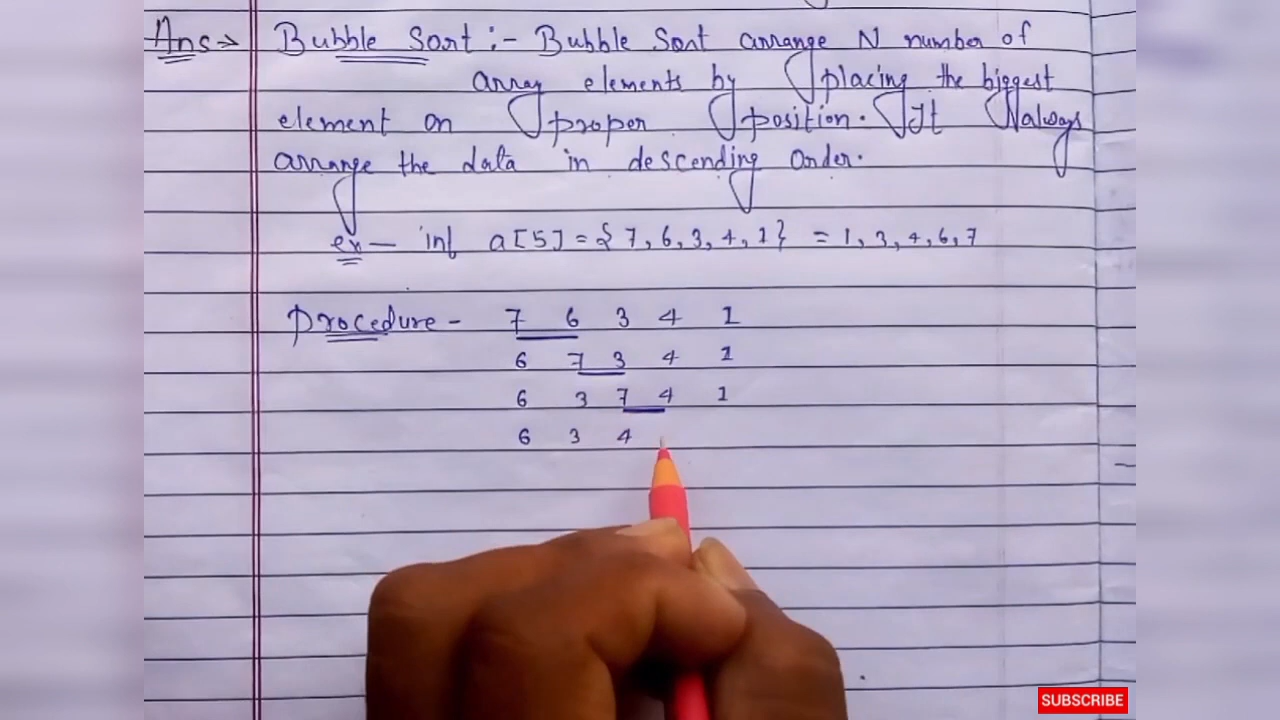 Ans⇒ Bubble Sort :- Bubble Sort arrange N number of
array elements by placing the biggest
element on proper position. It always
arrange the data in descending order.
ex — int a[5] = {7, 6, 3, 4, 1} = 1, 3, 4, 6, 7
Procedure - 7 6 3 4 1
6 7 3 4 1
6 3 7 4 1
6 3 4
SUBSCRIBE